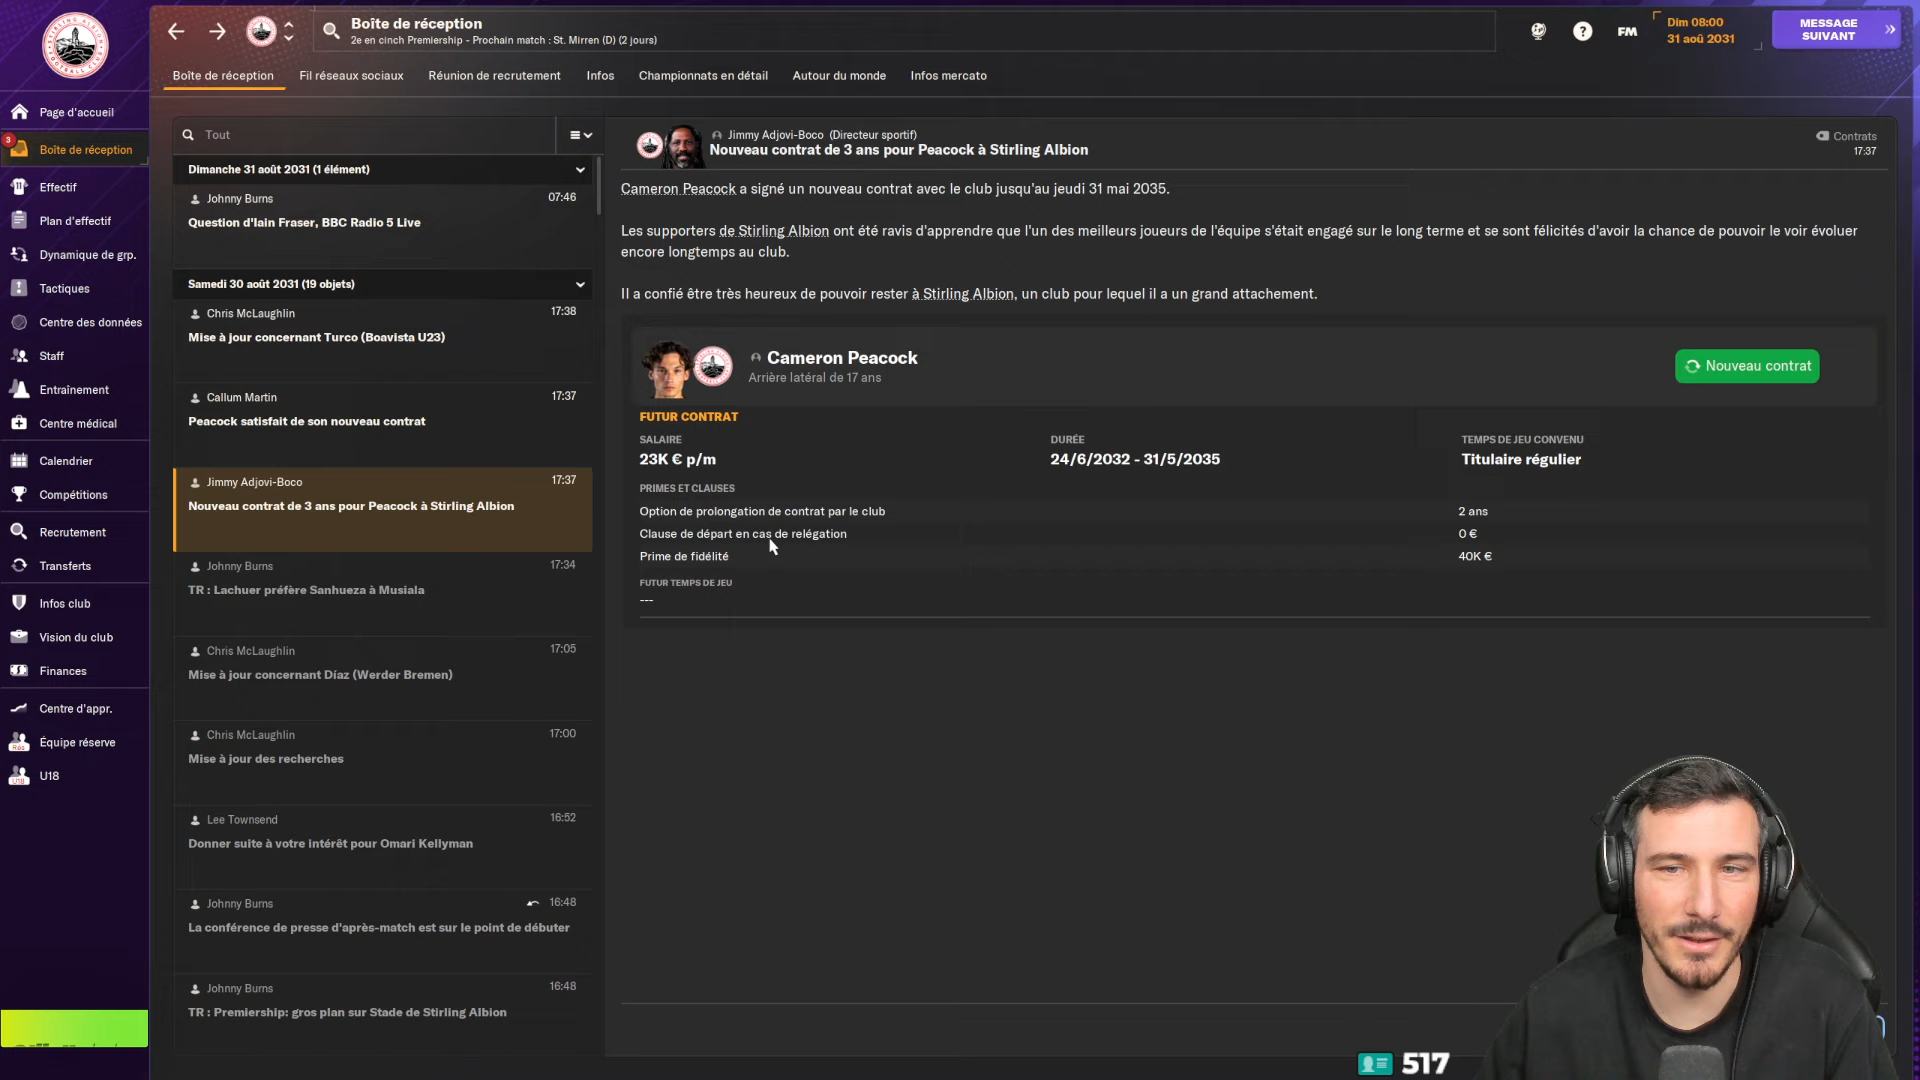 Boîte de réception
2e en cinch Premiership - Prochain match : St. Mirren (D) (2 jours)
FM
Dim 08:00
31 aoû 2031
MESSAGE
SUIVANT
Boîte de réception
Fil réseaux sociaux
Réunion de recrutement
Infos
Championnats en détail
Autour du monde
Infos mercato
Page d'accueil
3
Boîte de réception
Effectif
Plan d'effectif
Dynamique de grp.
Tactiques
Centre des données
Staff
Entraînement
Centre médical
Calendrier
Compétitions
Recrutement
Transferts
Infos club
Vision du club
Finances
Centre d'appr.
Équipe réserve
U18
Tout
Dimanche 31 août 2031 (1 élément)
Johnny Burns
07:46
Question d'Iain Fraser, BBC Radio 5 Live
Samedi 30 août 2031 (19 objets)
Chris McLaughlin
17:38
Mise à jour concernant Turco (Boavista U23)
Callum Martin
17:37
Peacock satisfait de son nouveau contrat
Jimmy Adjovi-Boco
17:37
Nouveau contrat de 3 ans pour Peacock à Stirling Albion
Johnny Burns
17:34
TR : Lachuer préfère Sanhueza à Musiala
Chris McLaughlin
17:05
Mise à jour concernant Díaz (Werder Bremen)
Chris McLaughlin
17:00
Mise à jour des recherches
Lee Townsend
16:52
Donner suite à votre intérêt pour Omari Kellyman
Johnny Burns
16:48
La conférence de presse d'après-match est sur le point de débuter
Johnny Burns
16:48
TR : Premiership: gros plan sur Stade de Stirling Albion
Jimmy Adjovi-Boco (Directeur sportif)
Nouveau contrat de 3 ans pour Peacock à Stirling Albion
Contrats
17:37
Cameron Peacock a signé un nouveau contrat avec le club jusqu'au jeudi 31 mai 2035.
Les supporters de Stirling Albion ont été ravis d'apprendre que l'un des meilleurs joueurs de l'équipe s'était engagé sur le long terme et se sont félicités d'avoir la chance de pouvoir le voir évoluer
encore longtemps au club.
Il a confié être très heureux de pouvoir rester à Stirling Albion, un club pour lequel il a un grand attachement.
Cameron Peacock
Arrière latéral de 17 ans
Nouveau contrat
FUTUR CONTRAT
SALAIRE
DURÉE
TEMPS DE JEU CONVENU
23K € p/m
24/6/2032 - 31/5/2035
Titulaire régulier
PRIMES ET CLAUSES
Option de prolongation de contrat par le club
2 ans
Clause de départ en cas de relégation
0 €
Prime de fidélité
40K €
FUTUR TEMPS DE JEU
---
517